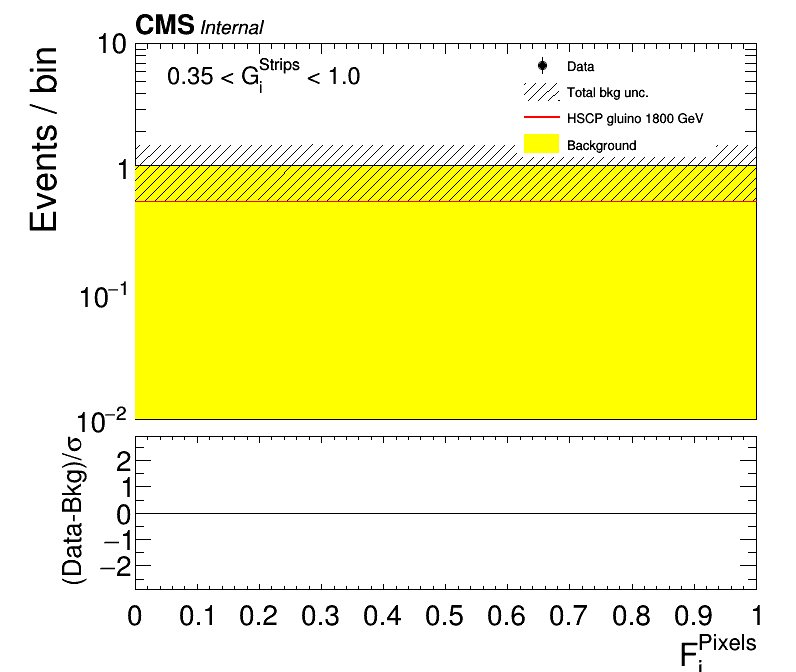 CMS Internal
10
0.35 < G_i^Strips < 1.0
Data
Total bkg unc.
HSCP gluino 1800 GeV
Background
Events / bin
1
10⁻¹
10⁻²
(Data-Bkg)/σ
2
1
0
−1
−2
0 0.1 0.2 0.3 0.4 0.5 0.6 0.7 0.8 0.9 1
F_i^Pixels